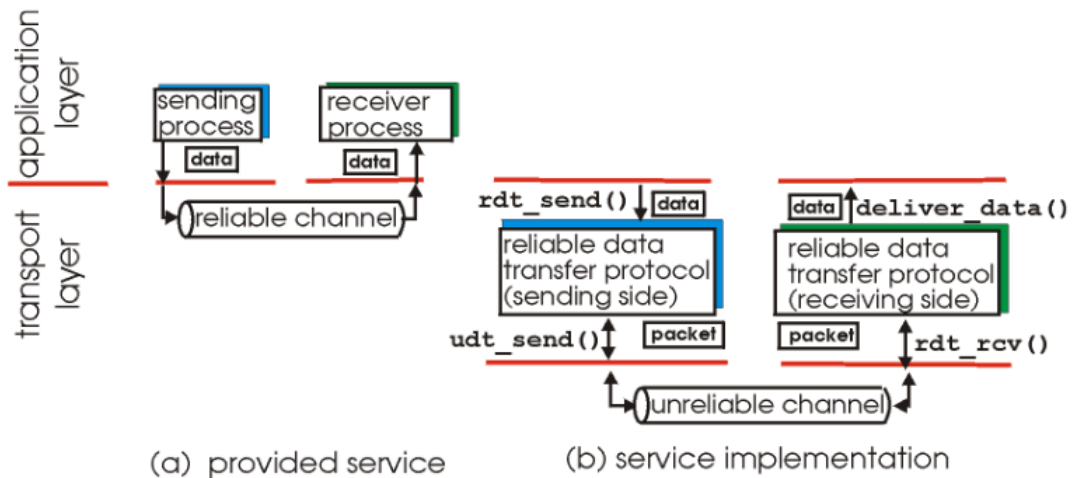 application
layer
transport
layer
sending
process
receiver
process
data
data
reliable channel
(a) provided service
rdt_send()
data
data
deliver_data()
reliable data
transfer protocol
(sending side)
reliable data
transfer protocol
(receiving side)
udt_send()
packet
packet
rdt_rcv()
unreliable channel
(b) service implementation